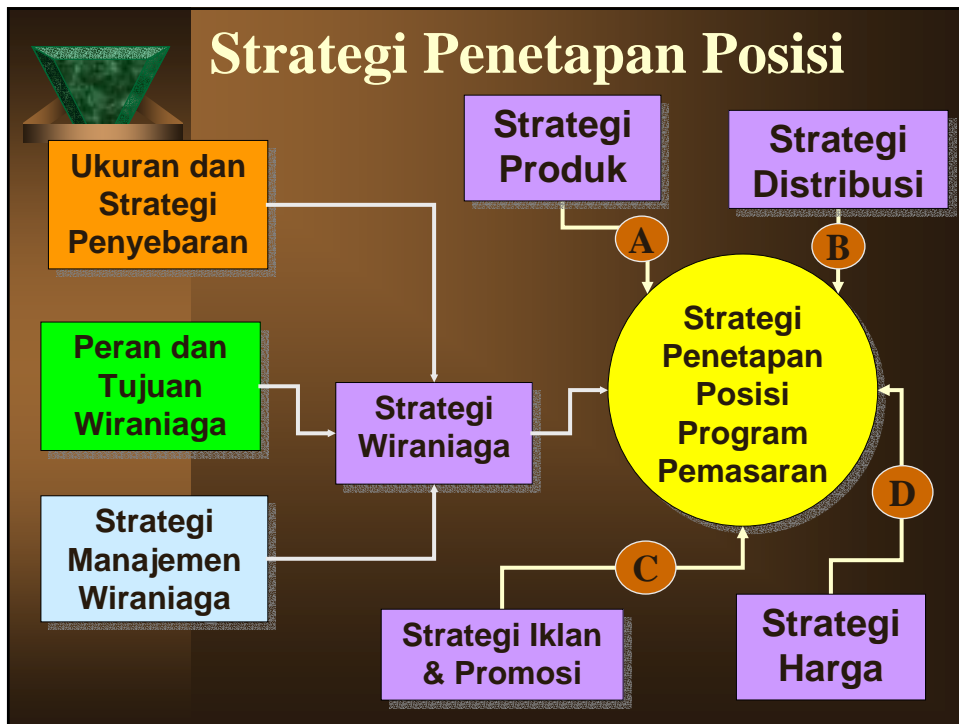 Strategi Penetapan Posisi
Strategi
Produk
Strategi
Distribusi
Ukuran dan
Strategi
Penyebaran
A
B
Strategi
Penetapan
Posisi
Program
Pemasaran
Peran dan
Tujuan
Wiraniaga
Strategi
Wiraniaga
D
Strategi
Manajemen
Wiraniaga
C
Strategi Iklan
& Promosi
Strategi
Harga